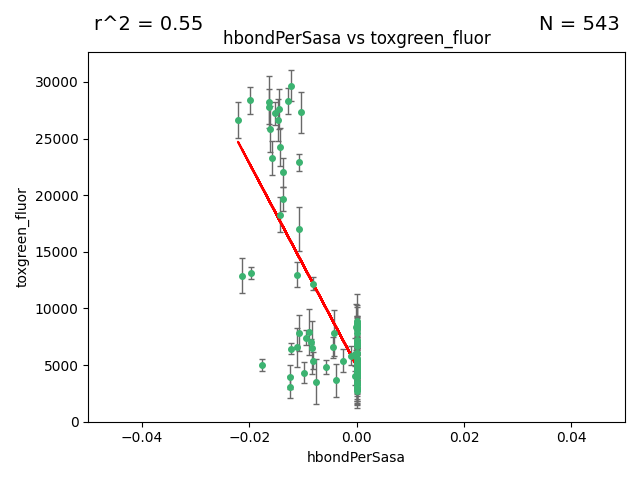 r^2 = 0.55
N = 543
hbondPerSasa vs toxgreen_fluor
30000
25000
20000
15000
10000
5000
0
toxgreen_fluor
−0.04
−0.02
0.00
0.02
0.04
hbondPerSasa